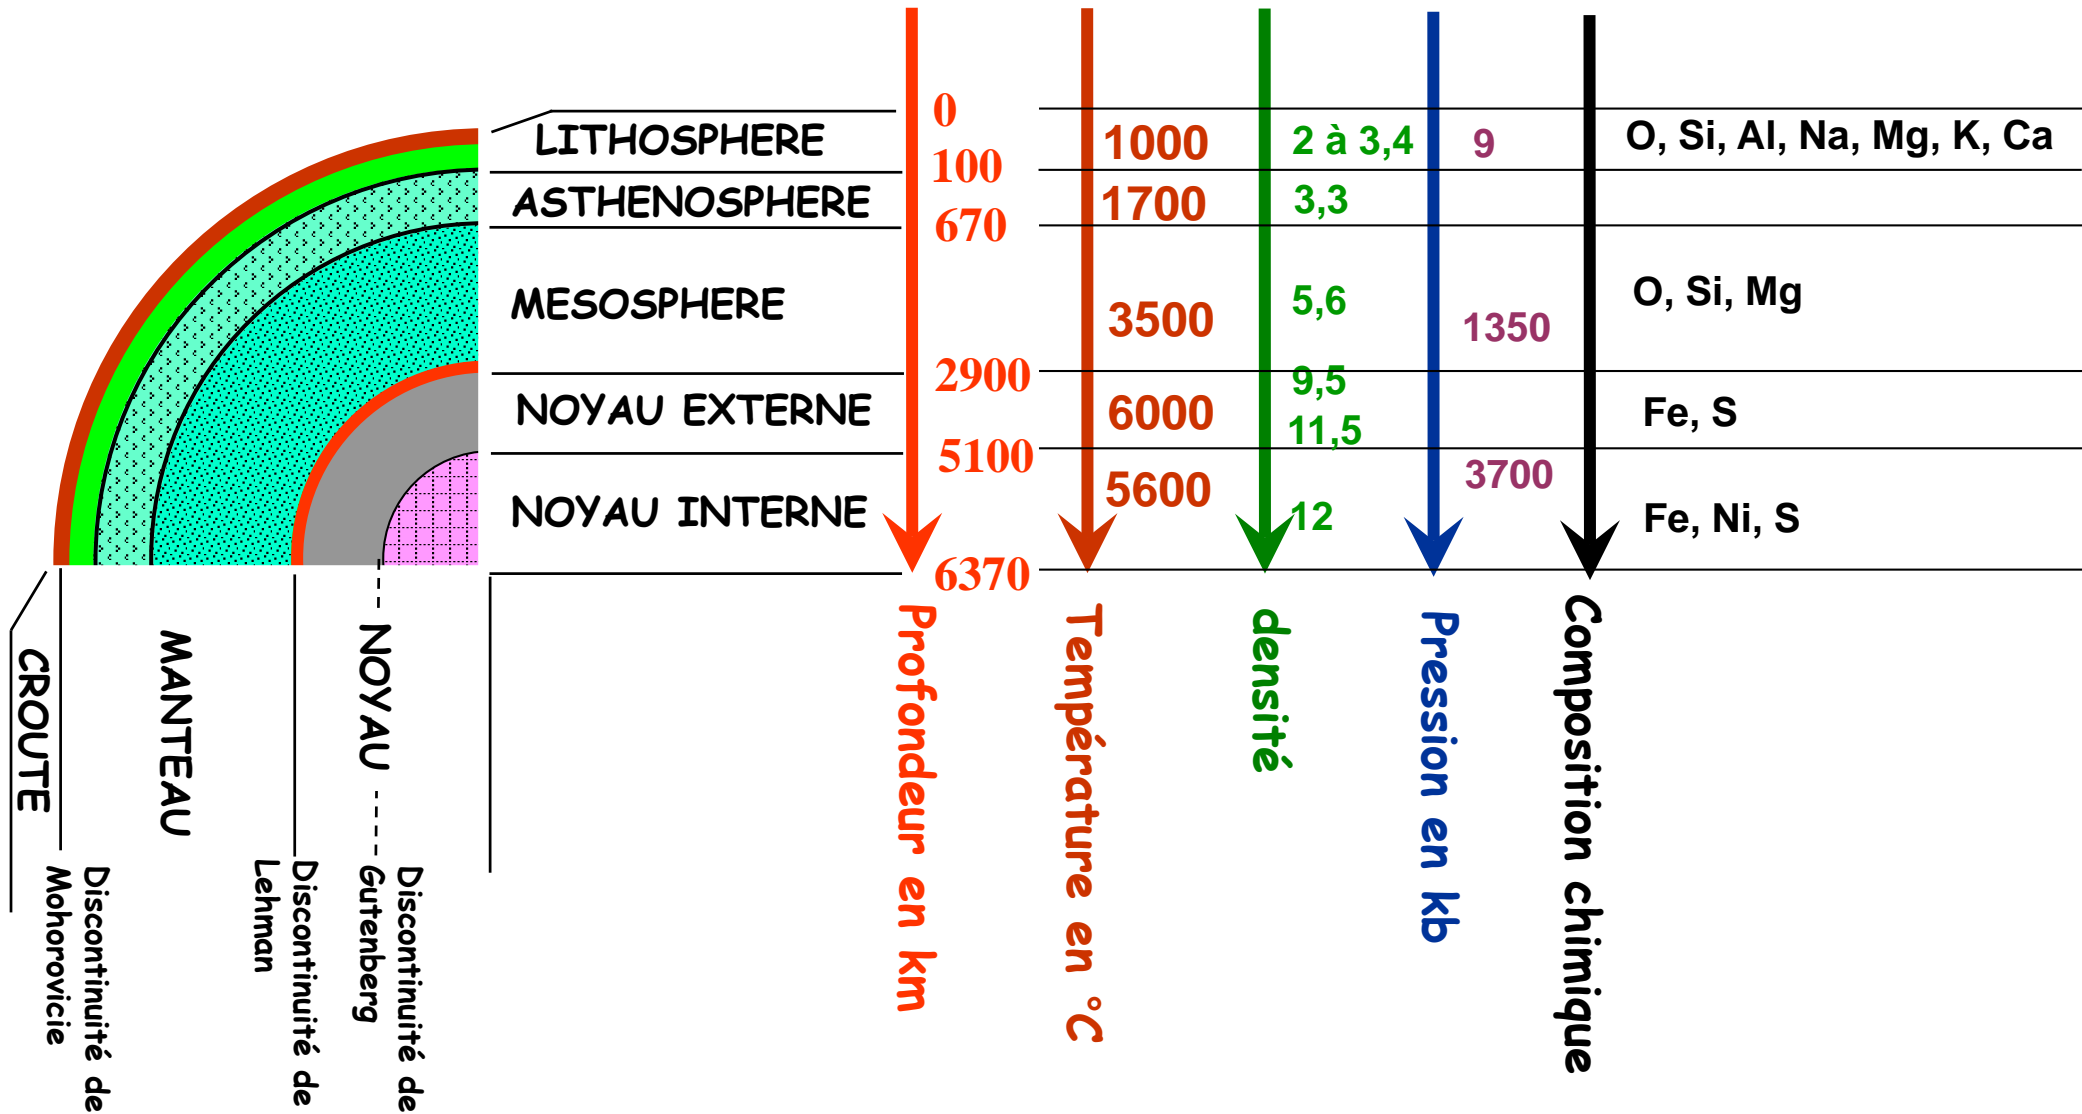 0
LITHOSPHERE
1000
2 à 3,4
9
O, Si, Al, Na, Mg, K, Ca
100
ASTHENOSPHERE
1700
3,3
670
MESOSPHERE
3500
5,6
1350
O, Si, Mg
2900
9,5
NOYAU EXTERNE
6000
11,5
Fe, S
5100
3700
NOYAU INTERNE
5600
12
Fe, Ni, S
6370
CROUTE
MANTEAU
NOYAU
Discontinuité de
Mohorovicie
Discontinuité de
Lehman
Discontinuité de
Gutenberg
Profondeur en km
Température en °C
densité
Pression en kb
Composition chimique